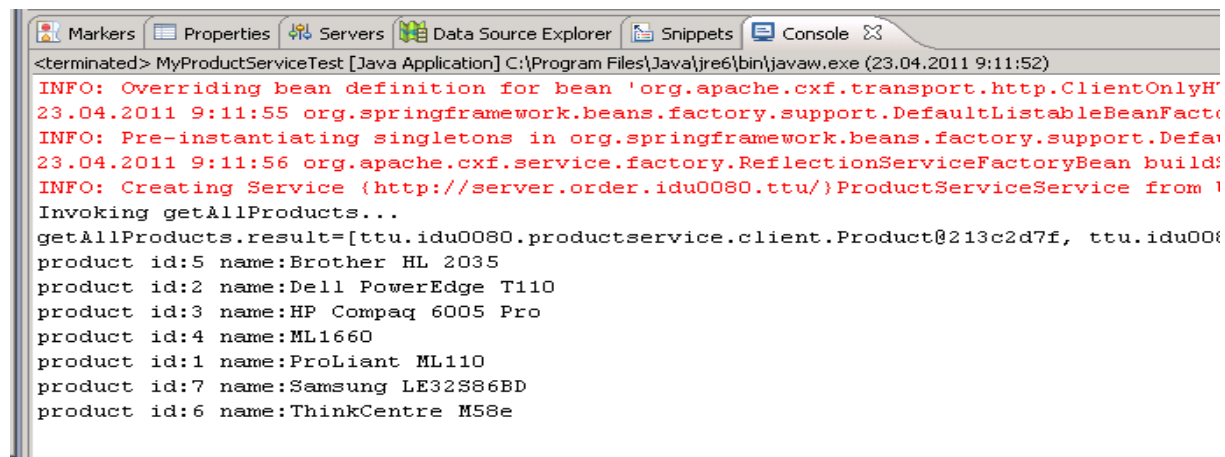 Markers Properties Servers Data Source Explorer Snippets Console
<terminated> MyProductServiceTest [Java Application] C:\Program Files\Java\jre6\bin\javaw.exe (23.04.2011 9:11:52)
INFO: Overriding bean definition for bean 'org.apache.cxf.transport.http.ClientOnlyH
23.04.2011 9:11:55 org.springframework.beans.factory.support.DefaultListableBeanFacto
INFO: Pre-instantiating singletons in org.springframework.beans.factory.support.Defau
23.04.2011 9:11:56 org.apache.cxf.service.factory.ReflectionServiceFactoryBean buildS
INFO: Creating Service {http://server.order.idu0080.ttu/}ProductServiceService from
Invoking getAllProducts...
getAllProducts.result=[ttu.idu0080.productservice.client.Product@213c2d7f, ttu.idu008
product id:5 name:Brother HL 2035
product id:2 name:Dell PowerEdge T110
product id:3 name:HP Compaq 6005 Pro
product id:4 name:ML1660
product id:1 name:ProLiant ML110
product id:7 name:Samsung LE32S86BD
product id:6 name:ThinkCentre M58e